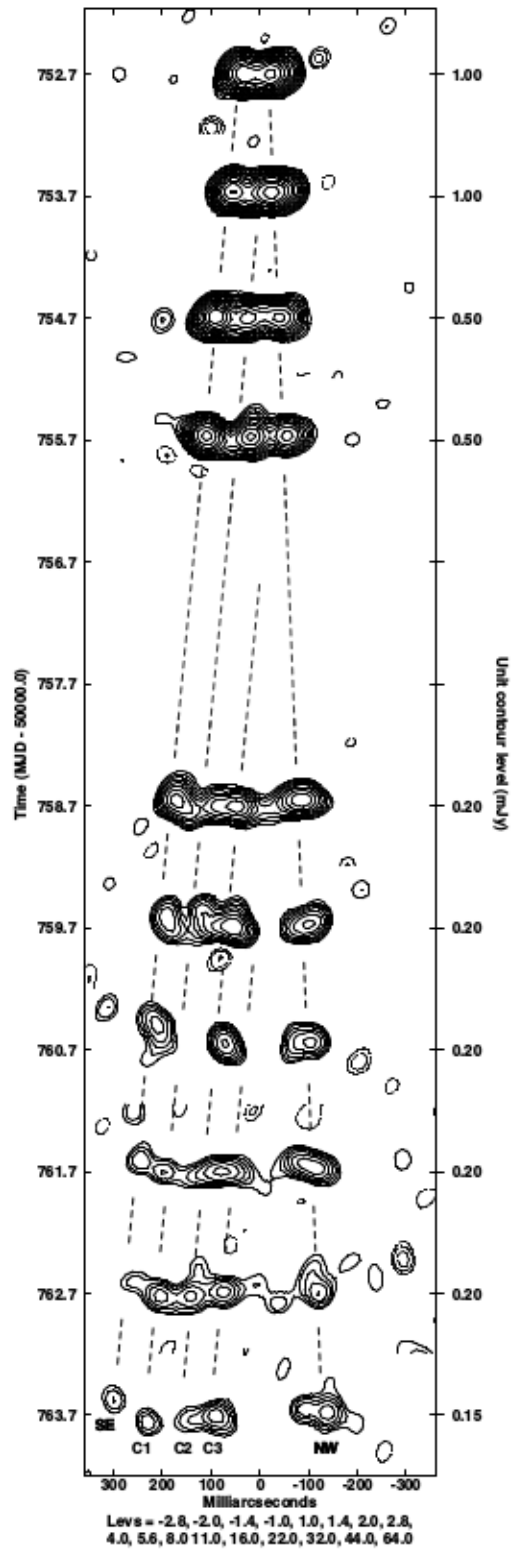 752.7 1.00
753.7 1.00
754.7 0.50
755.7 0.50
756.7
757.7
Time (MJD - 50000.0)
Unit contour level (mJy)
758.7 0.20
759.7 0.20
760.7 0.20
761.7 0.20
762.7 0.20
763.7 0.15
SE C1 C2 C3 NW
300 200 100 0 -100 -200 -300
Milliarcseconds
Levs = -2.8, -2.0, -1.4, -1.0, 1.0, 1.4, 2.0, 2.8,
4.0, 5.6, 8.0 11.0, 16.0, 22.0, 32.0, 44.0, 64.0